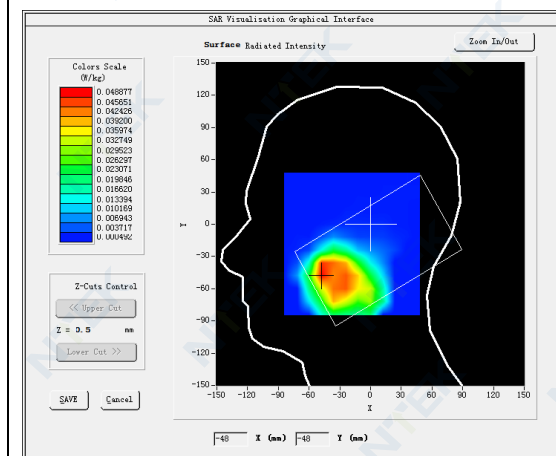 SAR Visualisation Graphical Interface
Surface Radiated Intensity
Zoom In/Out
Colors Scale
(W/kg)
0.048877
0.045651
0.042426
0.039200
0.035974
0.032749
0.029523
0.026297
0.023071
0.019846
0.016620
0.013394
0.010169
0.006943
0.003717
0.000492
Z-Cuts Control
<< Upper Cut
Z = 3.5 mm
Lower Cut >>
SAVE Cancel
150
120
90
60
30
0
-30
-60
-90
-120
-150
Y
-150 -120 -90 -60 -30 0 30 60 90 120 150
X
-48 X (mm) -48 Y (mm)
NTEK